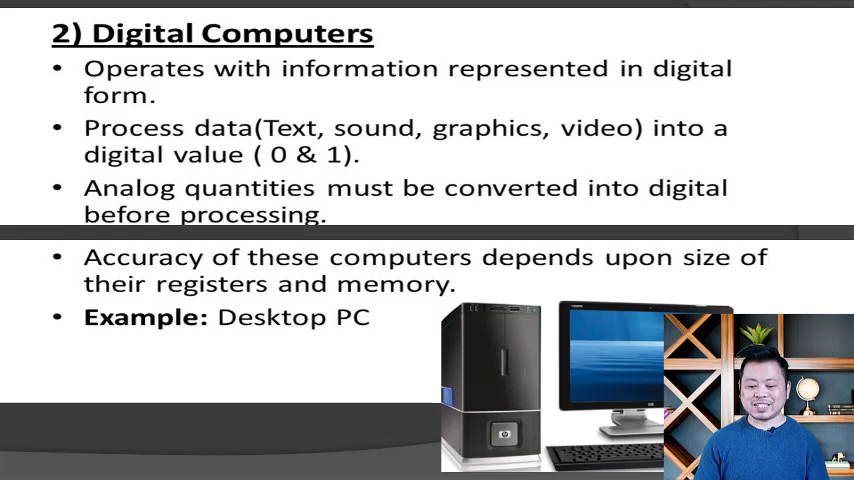 2) Digital Computers
• Operates with information represented in digital
form.
• Process data(Text, sound, graphics, video) into a
digital value ( 0 & 1).
• Analog quantities must be converted into digital
before processing.
• Accuracy of these computers depends upon size of
their registers and memory.
• Example: Desktop PC